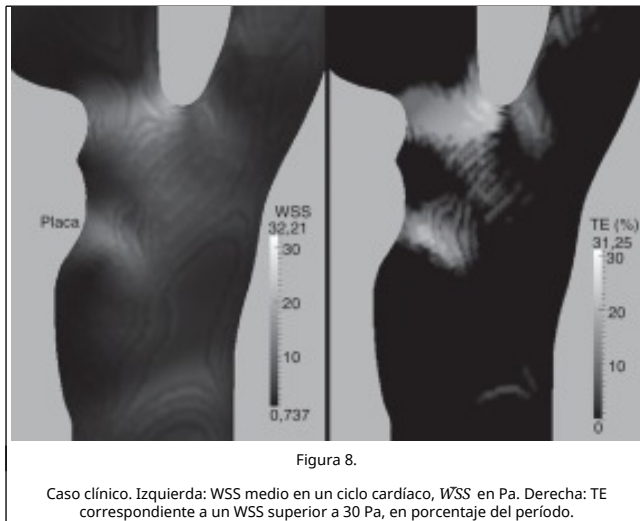 Placa
WSS
32,21
30
20
10
0,737
TE (%)
31,25
30
20
10
0
Figura 8.
Caso clínico. Izquierda: WSS medio en un ciclo cardíaco, W̄SS en Pa. Derecha: TE
correspondiente a un WSS superior a 30 Pa, en porcentaje del período.